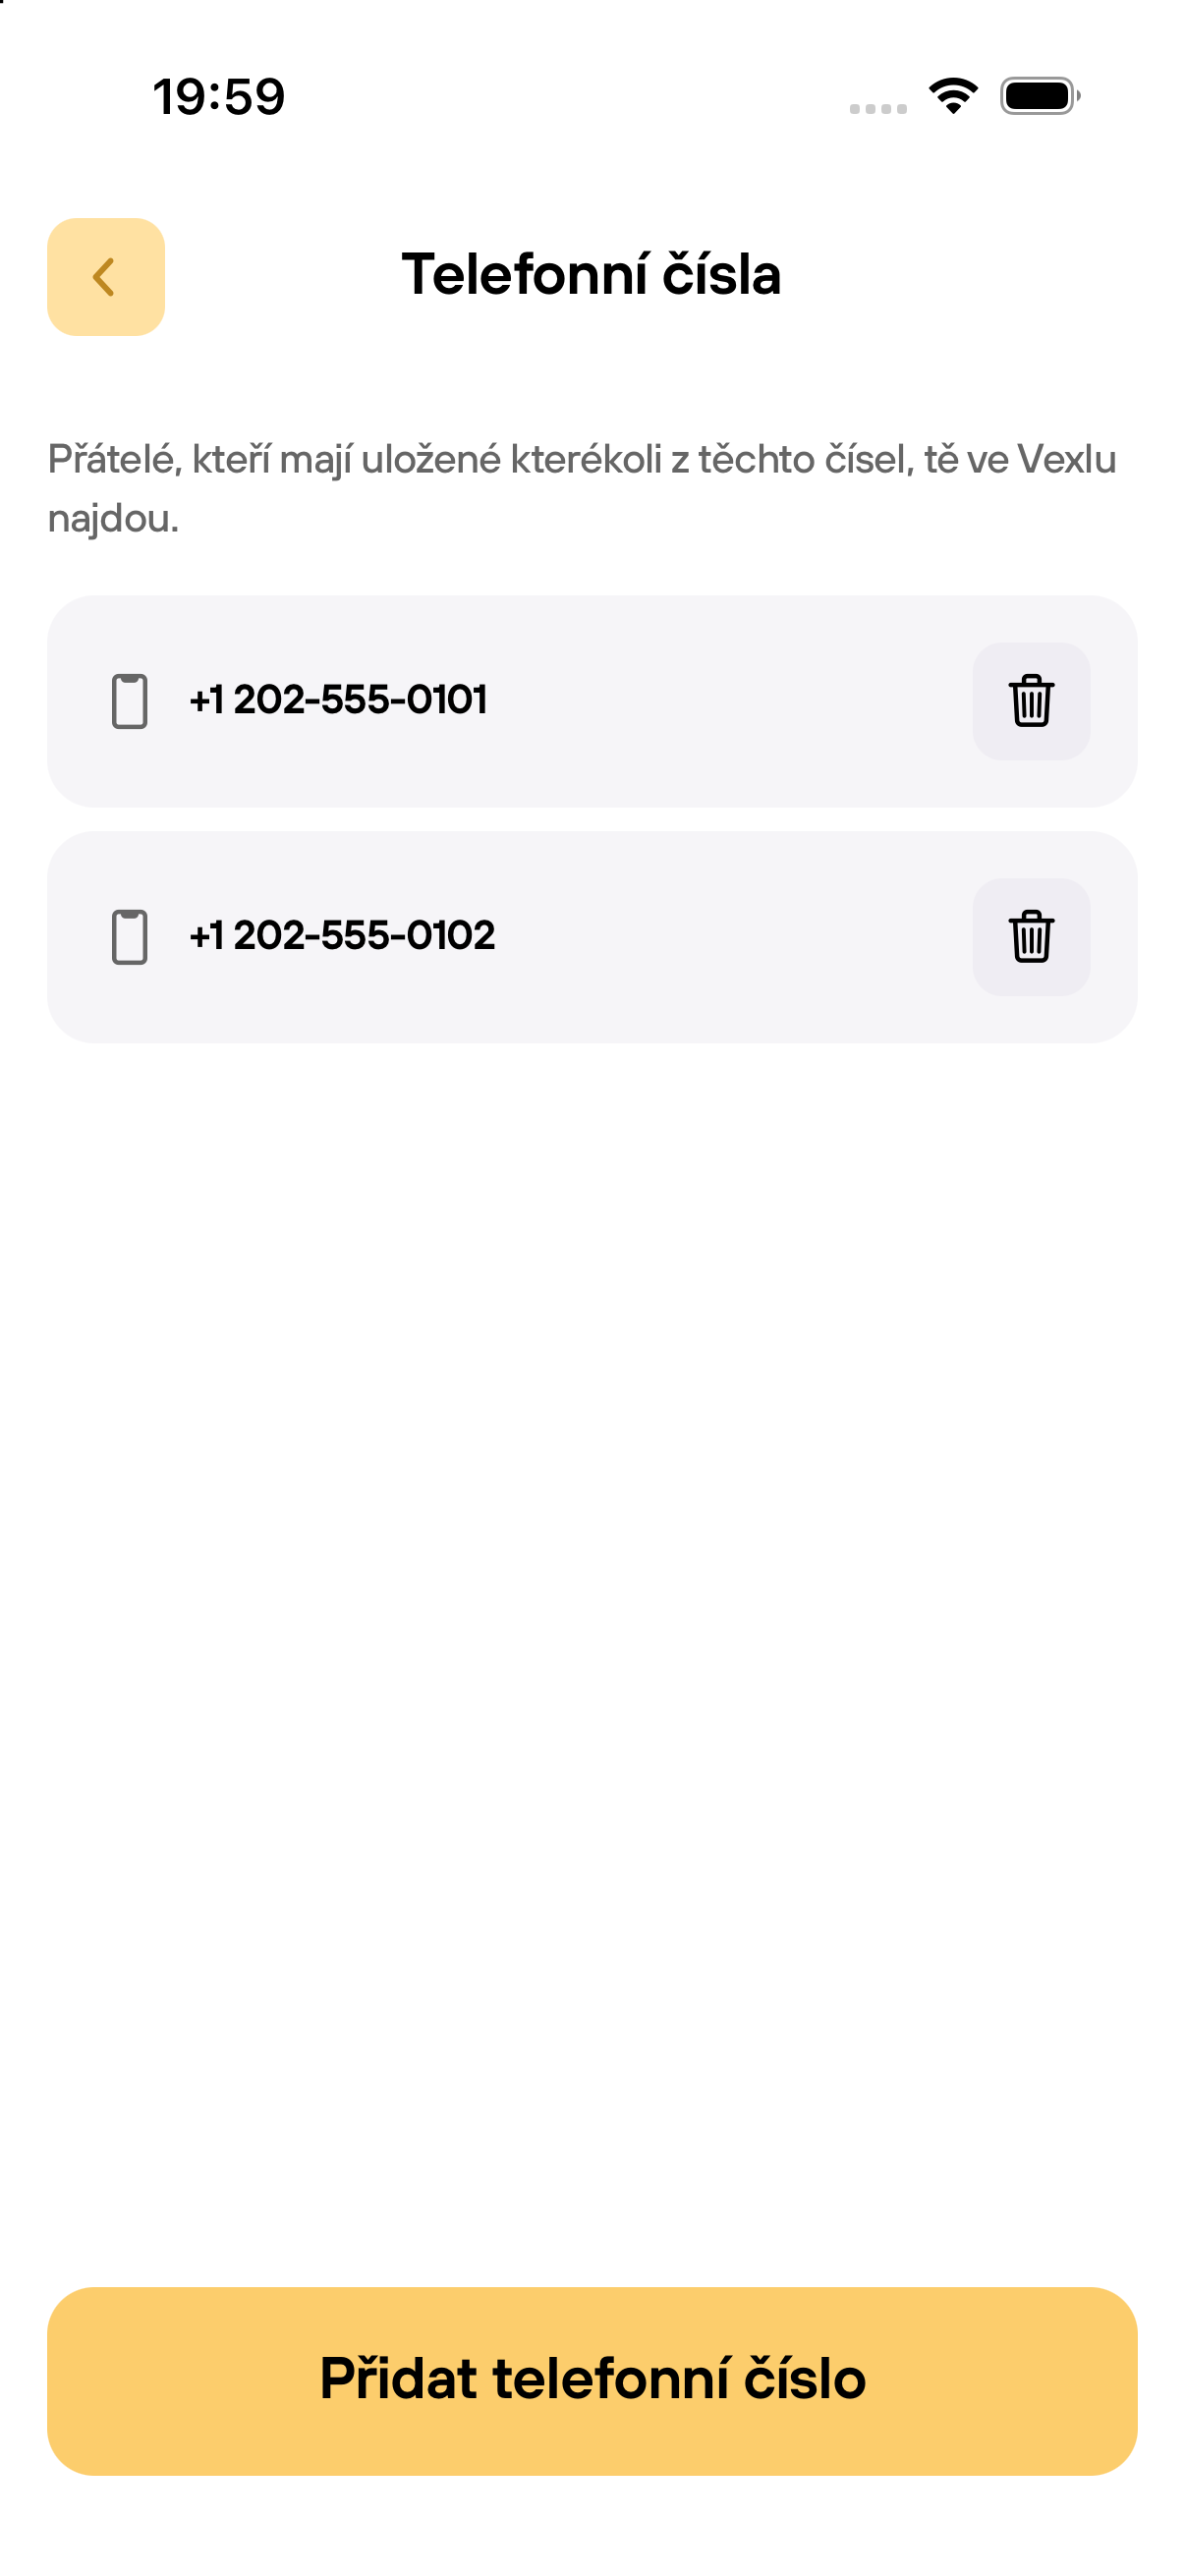 19:59
Telefonní čísla
Přátelé, kteří mají uložené kterékoli z těchto čísel, tě ve Vexlu
najdou.
+1 202-555-0101
+1 202-555-0102
Přidat telefonní číslo